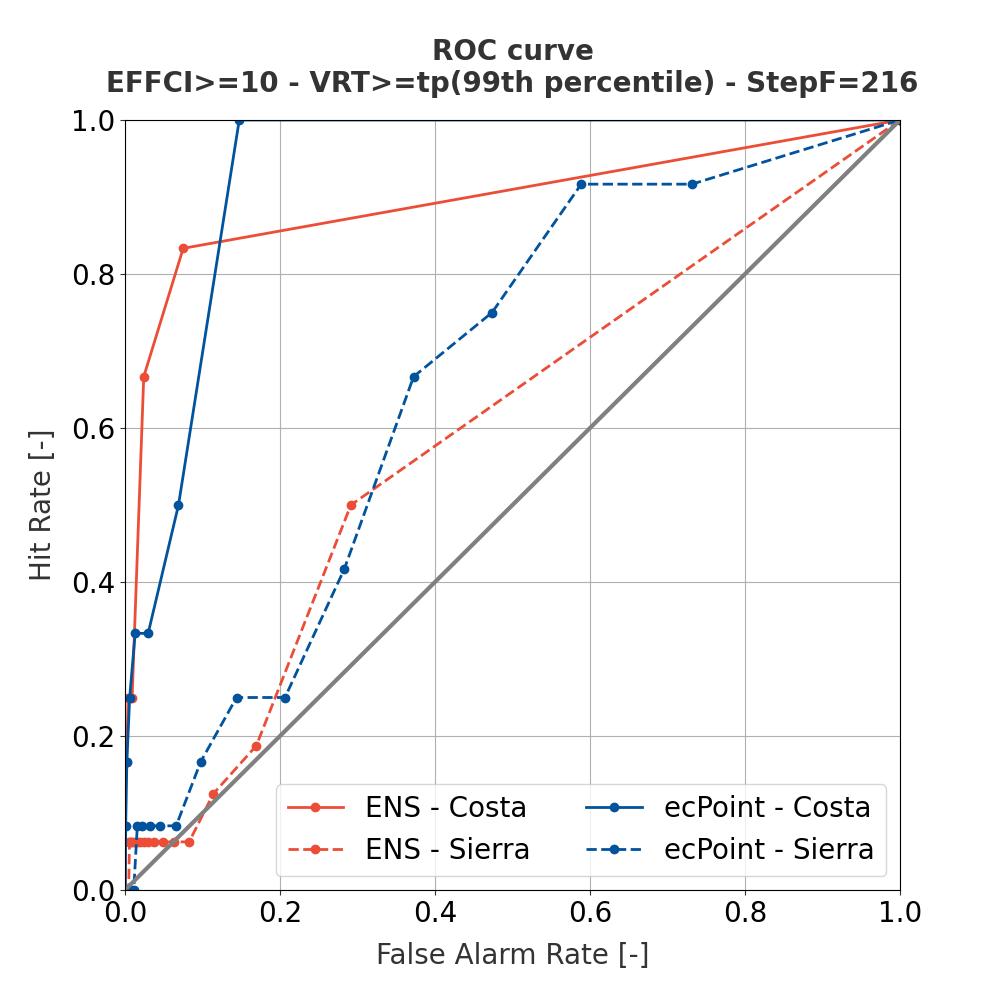 ROC curve
EFFCI>=10 - VRT>=tp(99th percentile) - StepF=216
1.0
0.8
0.6
0.4
0.2
0.0
Hit Rate [-]
ENS - Costa
ENS - Sierra
ecPoint - Costa
ecPoint - Sierra
0.0 0.2 0.4 0.6 0.8 1.0
False Alarm Rate [-]